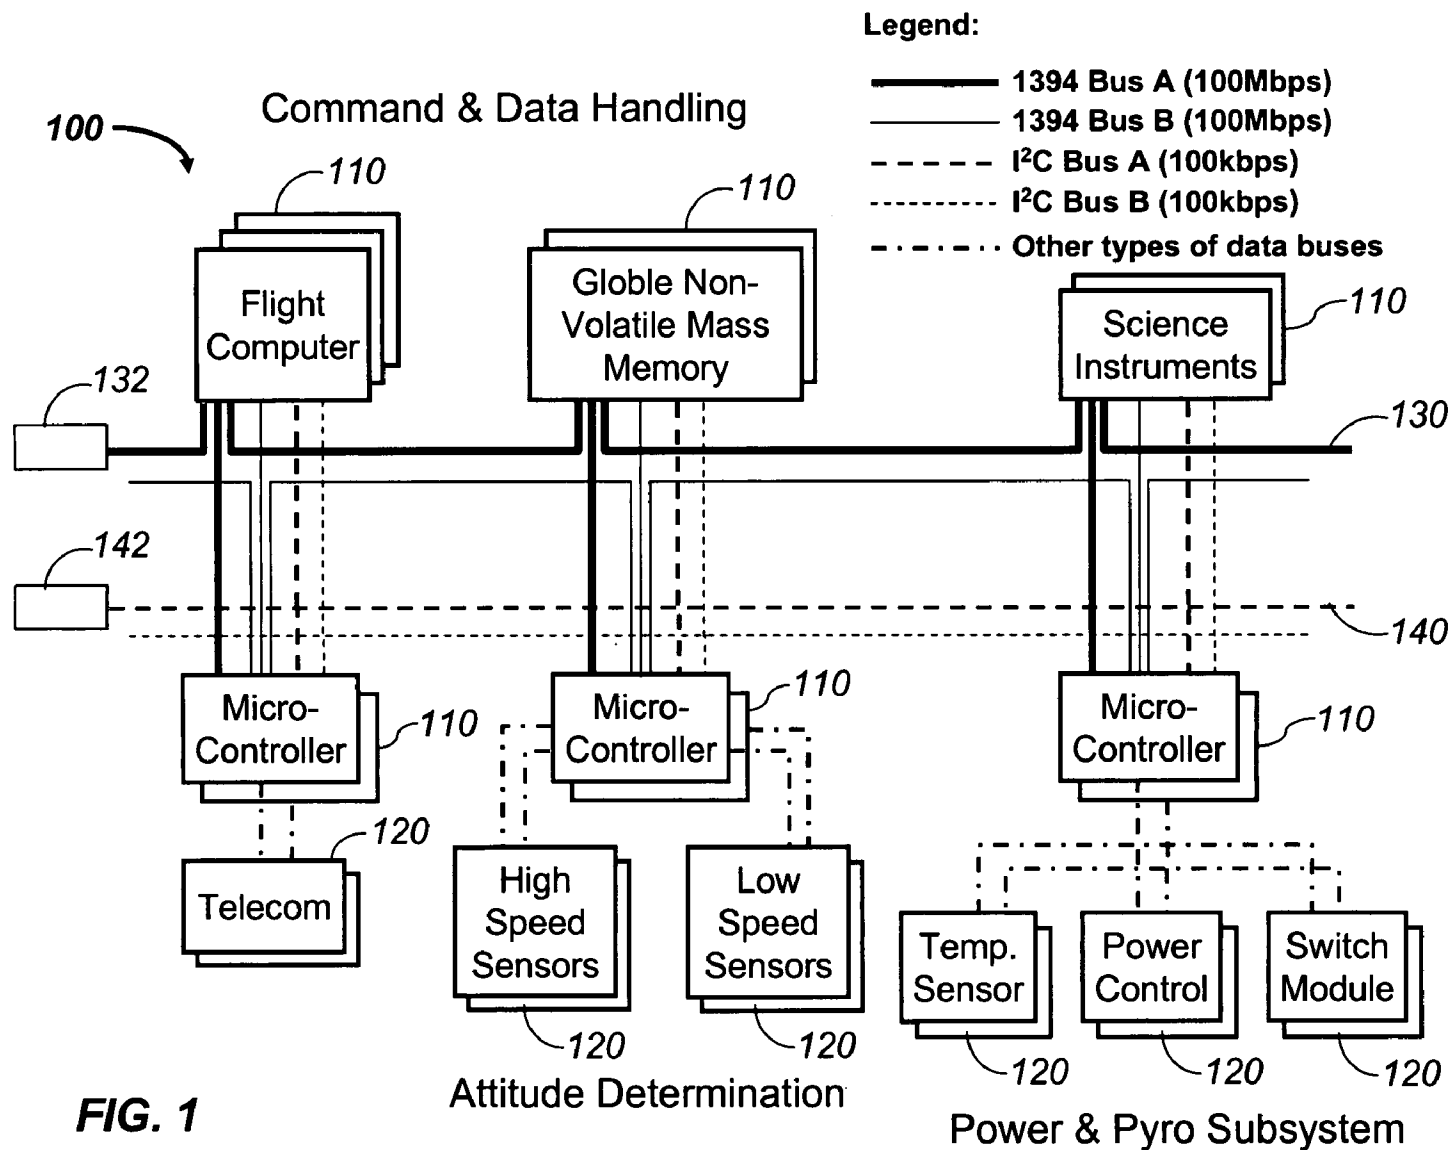 Legend:
1394 Bus A (100Mbps)
1394 Bus B (100Mbps)
I²C Bus A (100kbps)
I²C Bus B (100kbps)
Other types of data buses
Command & Data Handling
100
110
110
110
Flight
Computer
Globle Non-
Volatile Mass
Memory
Science
Instruments
132
130
142
140
Micro-
Controller
110
Micro-
Controller
110
Micro-
Controller
110
120
Telecom
High
Speed
Sensors
Low
Speed
Sensors
Temp.
Sensor
Power
Control
Switch
Module
120
120
120
120
120
Attitude Determination
Power & Pyro Subsystem
FIG. 1